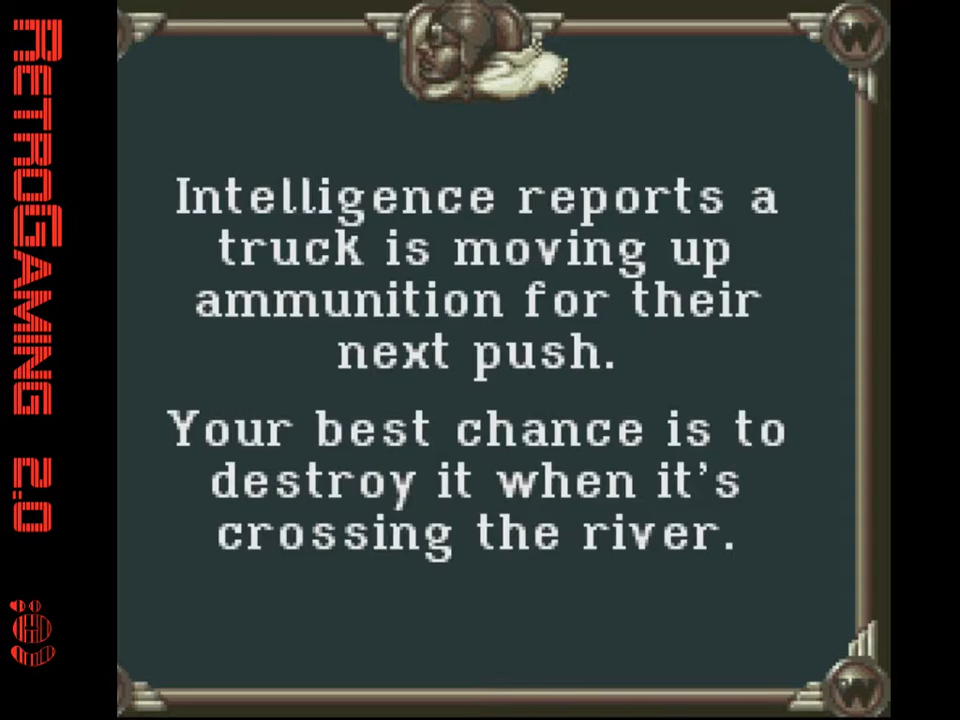 Intelligence reports a
truck is moving up
ammunition for their
next push.
Your best chance is to
destroy it when it's
crossing the river.
RETROGAMING 2.0
W
W